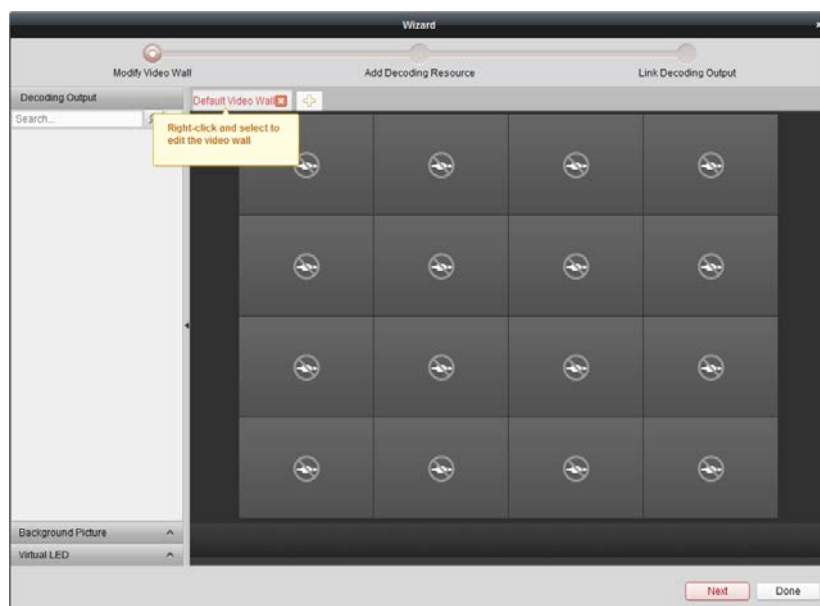 Wizard
Modify Video Wall
Add Decoding Resource
Link Decoding Output
Decoding Output
Default Video Wall
Search...
Right-click and select to
edit the video wall
Background Picture
Virtual LED
Next
Done